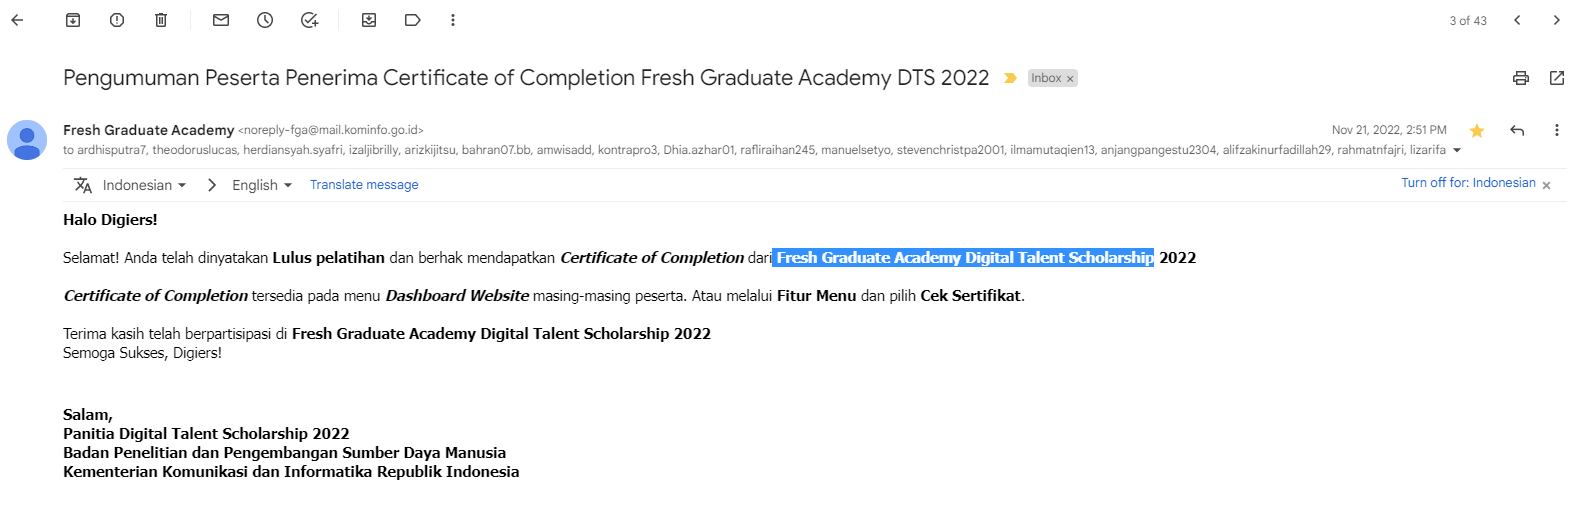 3 of 43
Pengumuman Peserta Penerima Certificate of Completion Fresh Graduate Academy DTS 2022 Inbox ×
Fresh Graduate Academy <noreply-fga@mail.kominfo.go.id> Nov 21, 2022, 2:51 PM
to ardhisputra7, theodoruslucas, herdiansyah.syafri, izaljibrilly, arizkijitsu, bahran07.bb, amwisadd, kontrapro3, Dhia.azhar01, rafliraihan245, manuelsetyo, stevenchristpa2001, ilmamutaqien13, anjangpangestu2304, alifzakinurfadillah29, rahmatnfajri, lizarifa
Indonesian > English Translate message Turn off for: Indonesian ×
Halo Digiers!
Selamat! Anda telah dinyatakan Lulus pelatihan dan berhak mendapatkan Certificate of Completion dari Fresh Graduate Academy Digital Talent Scholarship 2022
Certificate of Completion tersedia pada menu Dashboard Website masing-masing peserta. Atau melalui Fitur Menu dan pilih Cek Sertifikat.
Terima kasih telah berpartisipasi di Fresh Graduate Academy Digital Talent Scholarship 2022
Semoga Sukses, Digiers!
Salam,
Panitia Digital Talent Scholarship 2022
Badan Penelitian dan Pengembangan Sumber Daya Manusia
Kementerian Komunikasi dan Informatika Republik Indonesia